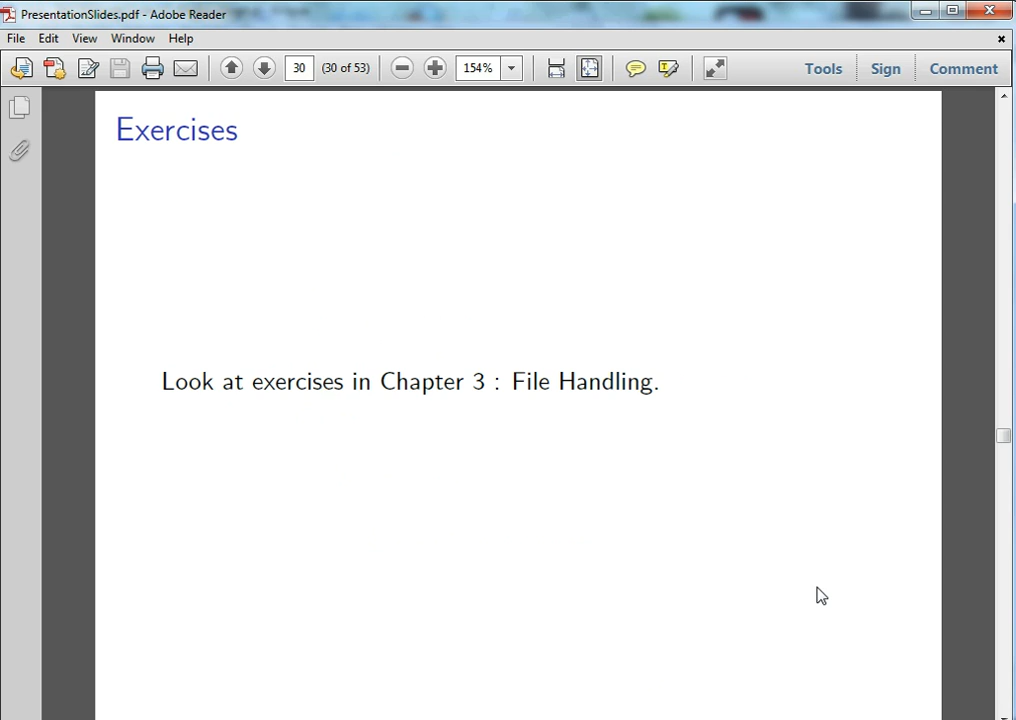 PresentationSlides.pdf - Adobe Reader
File Edit View Window Help
30 (30 of 53) 154% Tools Sign Comment
Exercises
Look at exercises in Chapter 3 : File Handling.